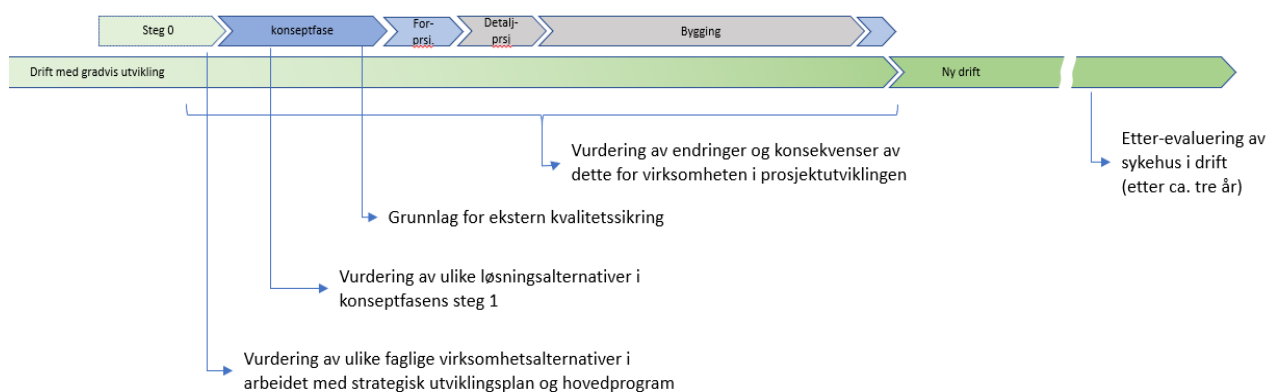 Steg 0
konseptfase
For-
prsj.
Detalj-
prsj
Bygging
Drift med gradvis utvikling
Ny drift
Vurdering av endringer og konsekvenser av
dette for virksomheten i prosjektutviklingen
Etter-evaluering av
sykehus i drift
(etter ca. tre år)
Grunnlag for ekstern kvalitetssikring
Vurdering av ulike løsningsalternativer i
konseptfasens steg 1
Vurdering av ulike faglige virksomhetsalternativer i
arbeidet med strategisk utviklingsplan og hovedprogram